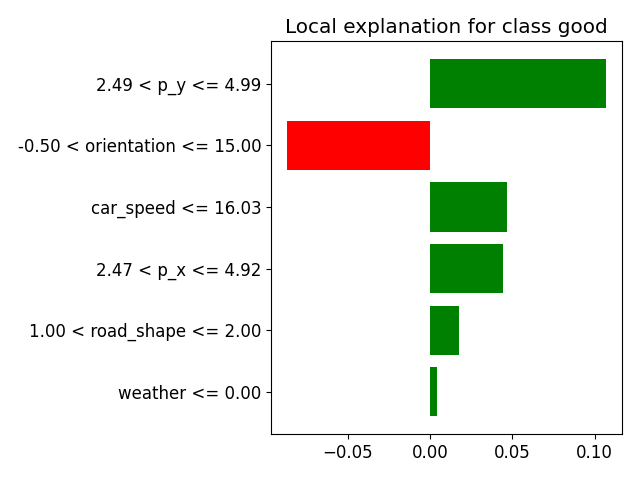 Local explanation for class good
2.49 < p_y <= 4.99
-0.50 < orientation <= 15.00
car_speed <= 16.03
2.47 < p_x <= 4.92
1.00 < road_shape <= 2.00
weather <= 0.00
−0.05 0.00 0.05 0.10